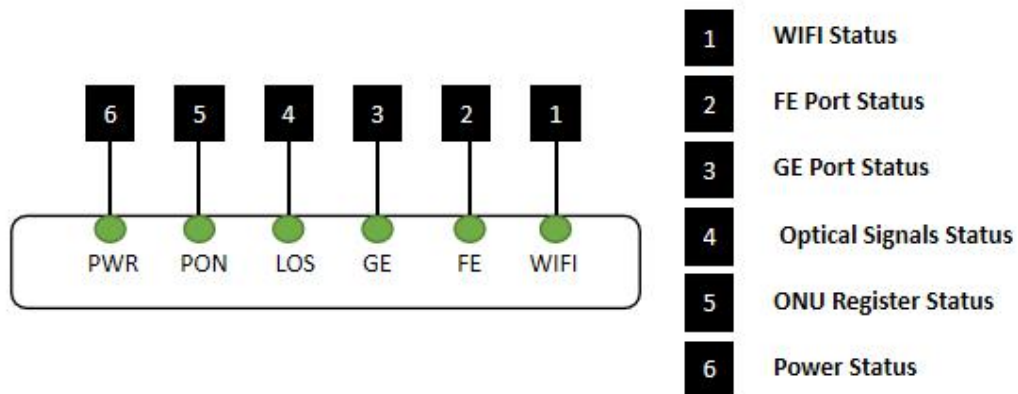 6 5 4 3 2 1
PWR PON LOS GE FE WIFI
1 WIFI Status
2 FE Port Status
3 GE Port Status
4 Optical Signals Status
5 ONU Register Status
6 Power Status